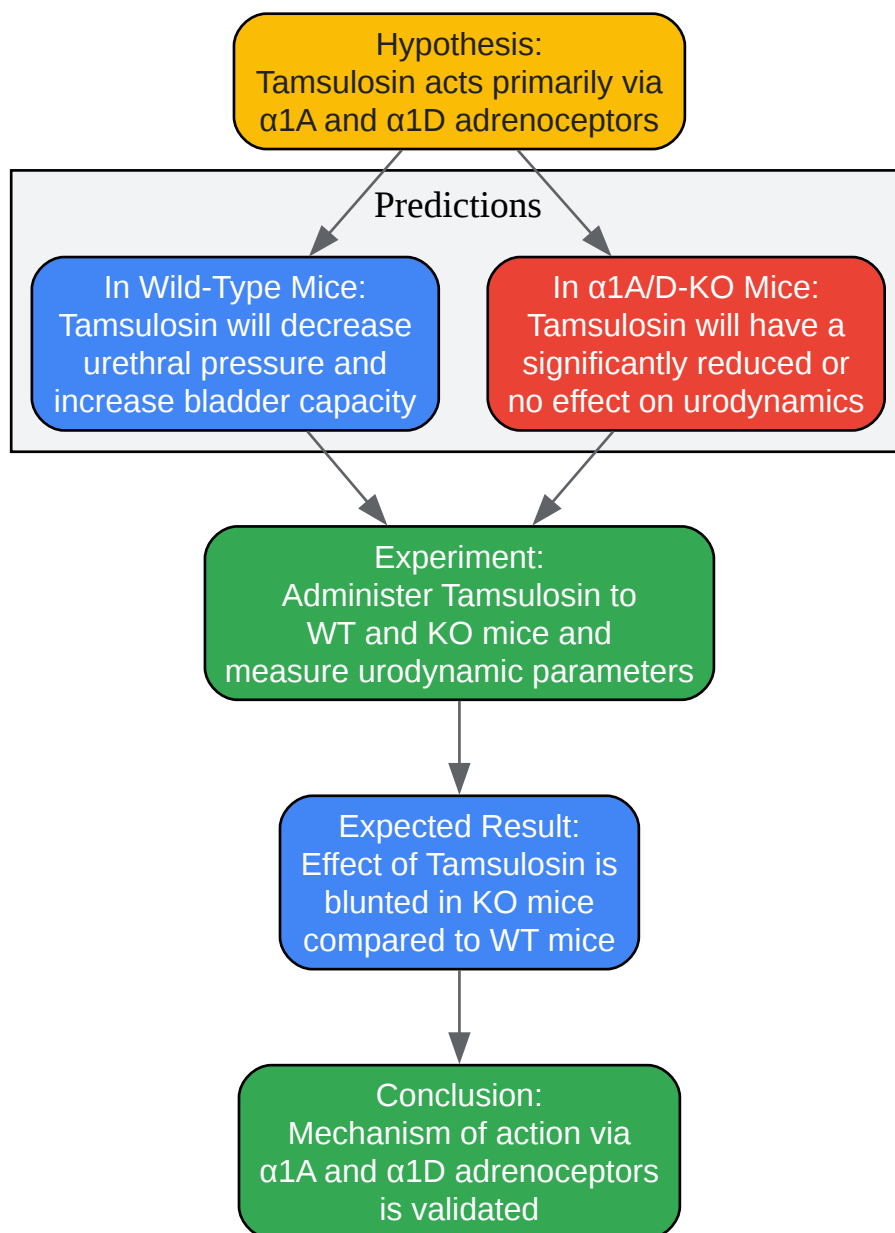 Hypothesis:
Tamsulosin acts primarily via
α1A and α1D adrenoceptors
Predictions
In Wild-Type Mice:
Tamsulosin will decrease
urethral pressure and
increase bladder capacity
In α1A/D-KO Mice:
Tamsulosin will have a
significantly reduced or
no effect on urodynamics
Experiment:
Administer Tamsulosin to
WT and KO mice and
measure urodynamic parameters
Expected Result:
Effect of Tamsulosin is
blunted in KO mice
compared to WT mice
Conclusion:
Mechanism of action via
α1A and α1D adrenoceptors
is validated